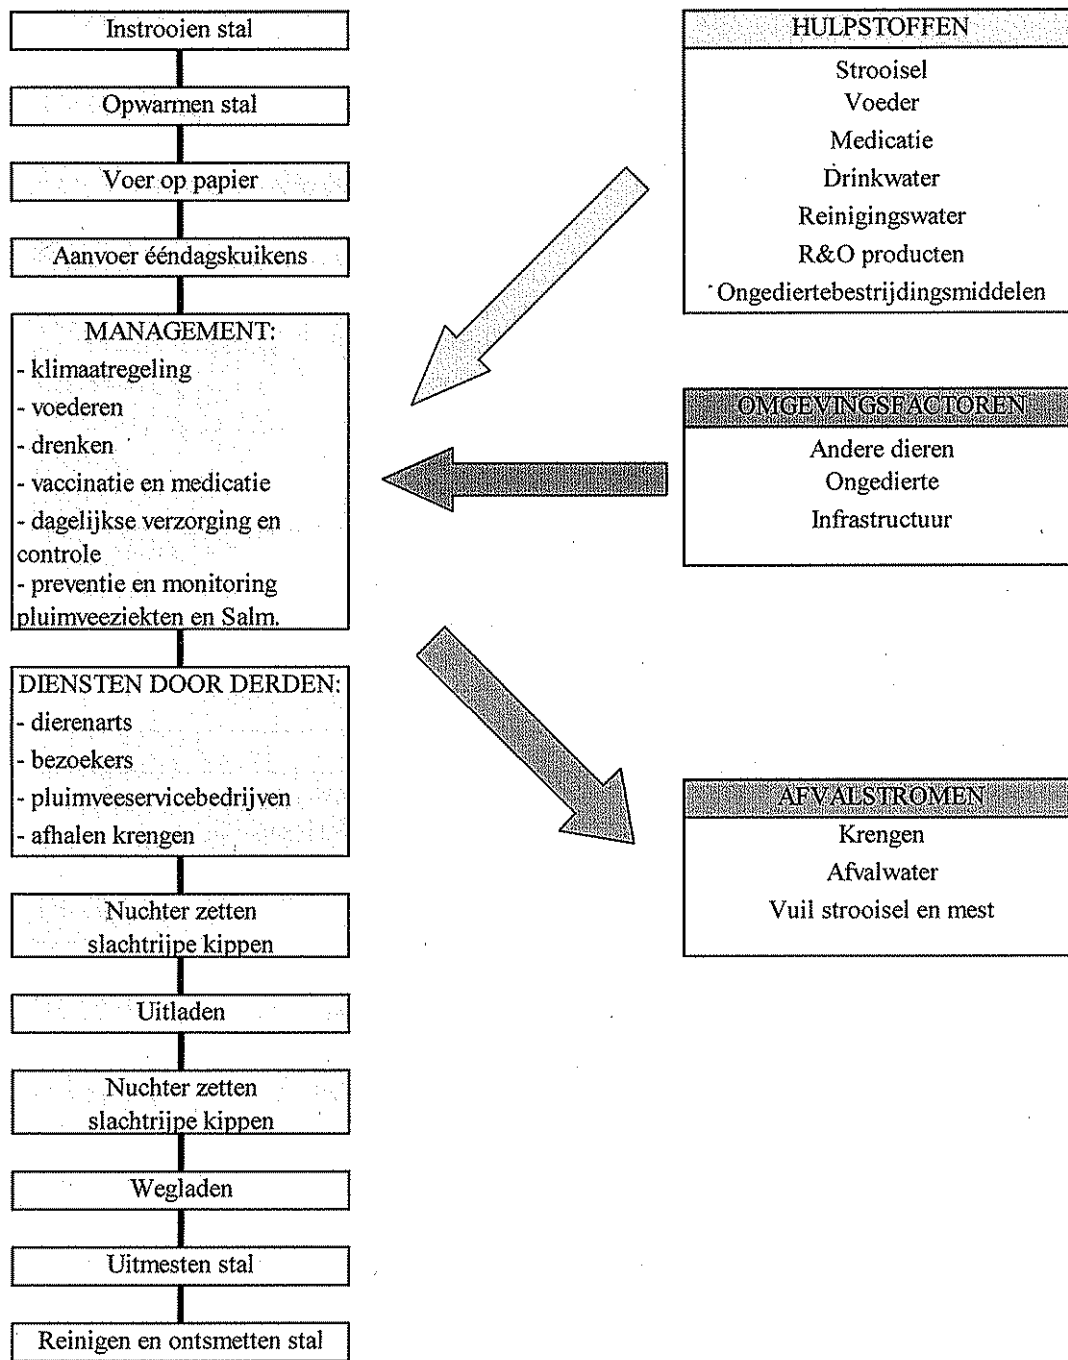 Instrooien stal
Opwarmen stal
Voer op papier
Aanvoer ééndagskuikens
MANAGEMENT:
- klimaatregeling
- voederen
- drenken
- vaccinatie en medicatie
- dagelijkse verzorging en
controle
- preventie en monitoring
pluimveeziekten en Salm.
DIENSTEN DOOR DERDEN:
- dierenarts
- bezoekers
- pluimveeservicebedrijven
- afhalen krengen
Nuchter zetten
slachtrijpe kippen
Uitladen
Nuchter zetten
slachtrijpe kippen
Wegladen
Uitmesten stal
Reinigen en ontsmetten stal
HULPSTOFFEN
Strooisel
Voeder
Medicatie
Drinkwater
Reinigingswater
R&O producten
Ongediertebestrijdingsmiddelen
OMGEVINGSFACTOREN
Andere dieren
Ongedierte
Infrastructuur
AFVALSTROMEN
Krengen
Afvalwater
Vuil strooisel en mest